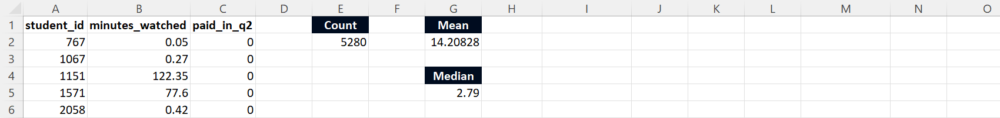 A B C D E F G H I J K L M N O
1 student_id minutes_watched paid_in_q2 Count Mean
2 767 0.05 0 5280 14.20828
3 1067 0.27 0
4 1151 122.35 0 Median
5 1571 77.6 0 2.79
6 2058 0.42 0